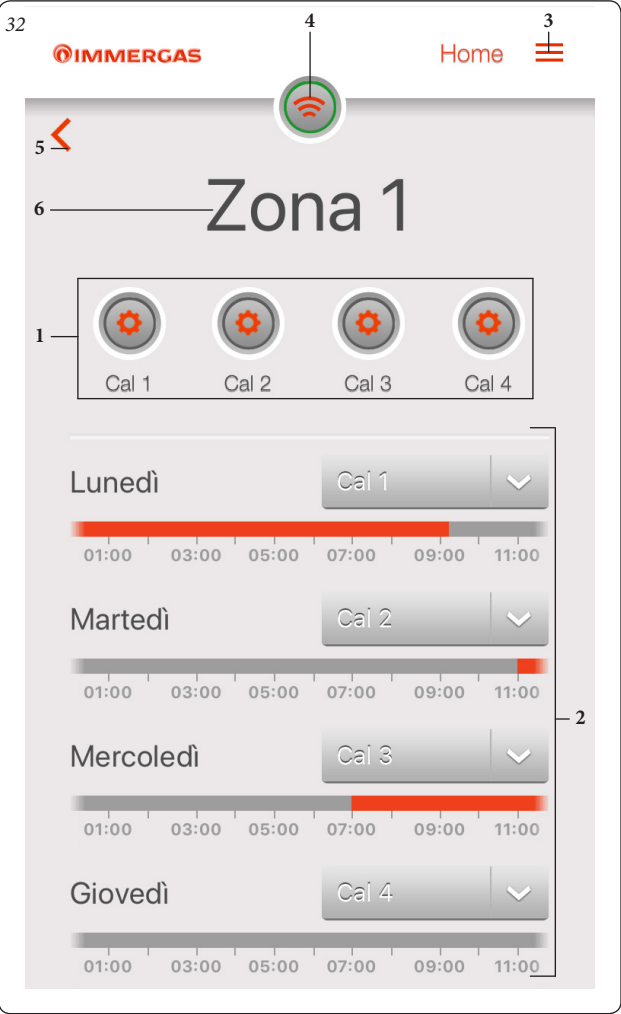 32
4
3
IMMERGAS
Home
5
6
Zona 1
1
Cal 1 Cal 2 Cal 3 Cal 4
Lunedì Cal 1
01:00 03:00 05:00 07:00 09:00 11:00
Martedì Cal 2
01:00 03:00 05:00 07:00 09:00 11:00
2
Mercoledì Cal 3
01:00 03:00 05:00 07:00 09:00 11:00
Giovedì Cal 4
01:00 03:00 05:00 07:00 09:00 11:00